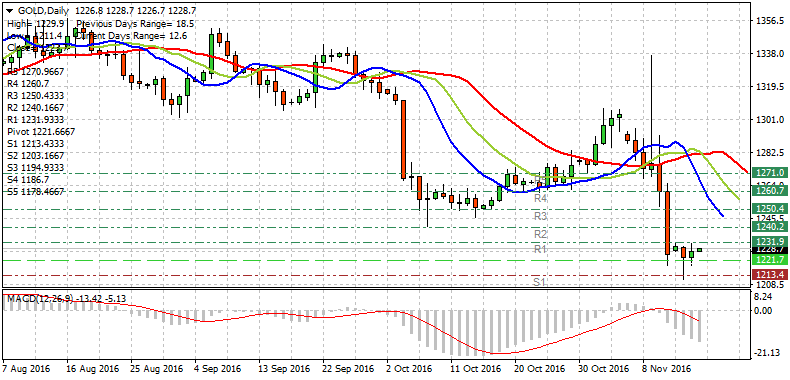 GOLD,Daily 1226.8 1228.7 1226.7 1228.7
High= 1229.9 Previous Days Range= 18.5
Low= 1211.4 Current Days Range= 12.6
R5 1270.9667
R4 1260.7
R3 1250.4333
R2 1240.1667
R1 1231.9333
Pivot 1221.6667
S1 1213.4333
S2 1203.1667
S3 1194.9333
S4 1186.7
S5 1178.4667
R4
R3
R2
R1
S1
1356.5
1338.0
1319.5
1301.0
1282.5
1271.0
1260.7
1250.4
1245.5
1240.2
1231.9
1228.7
1221.7
1213.4
1208.5
MACD(12,26,9) -13.42 -5.13
8.24
0.00
-21.13
7 Aug 2016 16 Aug 2016 25 Aug 2016 4 Sep 2016 13 Sep 2016 22 Sep 2016 2 Oct 2016 11 Oct 2016 20 Oct 2016 30 Oct 2016 8 Nov 2016